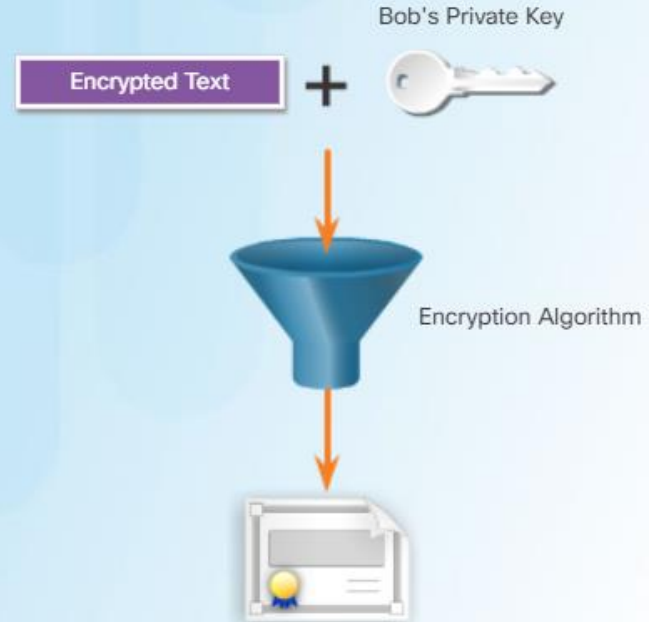 Bob's Private Key
Encrypted Text
+
Encryption Algorithm